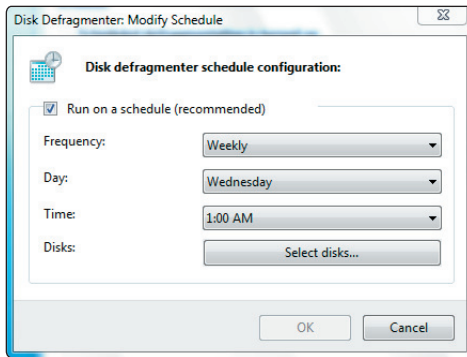 Disk Defragmenter: Modify Schedule
Disk defragmenter schedule configuration:
Run on a schedule (recommended)
Frequency: Weekly
Day: Wednesday
Time: 1:00 AM
Disks: Select disks...
OK Cancel